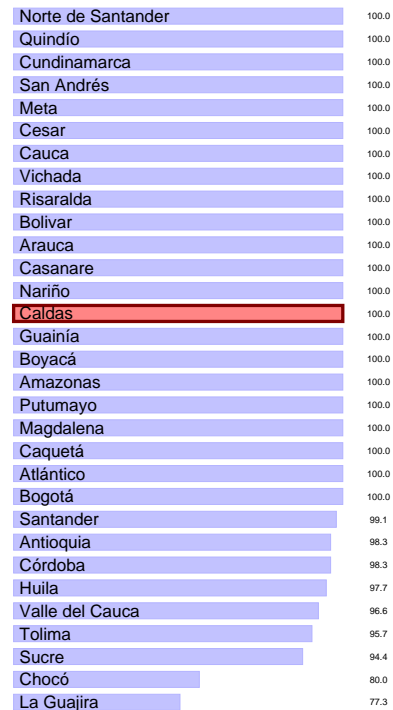 Norte de Santander 100.0
Quindío 100.0
Cundinamarca 100.0
San Andrés 100.0
Meta 100.0
Cesar 100.0
Cauca 100.0
Vichada 100.0
Risaralda 100.0
Bolivar 100.0
Arauca 100.0
Casanare 100.0
Nariño 100.0
Caldas 100.0
Guainía 100.0
Boyacá 100.0
Amazonas 100.0
Putumayo 100.0
Magdalena 100.0
Caquetá 100.0
Atlántico 100.0
Bogotá 100.0
Santander 99.1
Antioquia 98.3
Córdoba 98.3
Huila 97.7
Valle del Cauca 96.6
Tolima 95.7
Sucre 94.4
Chocó 80.0
La Guajira 77.3